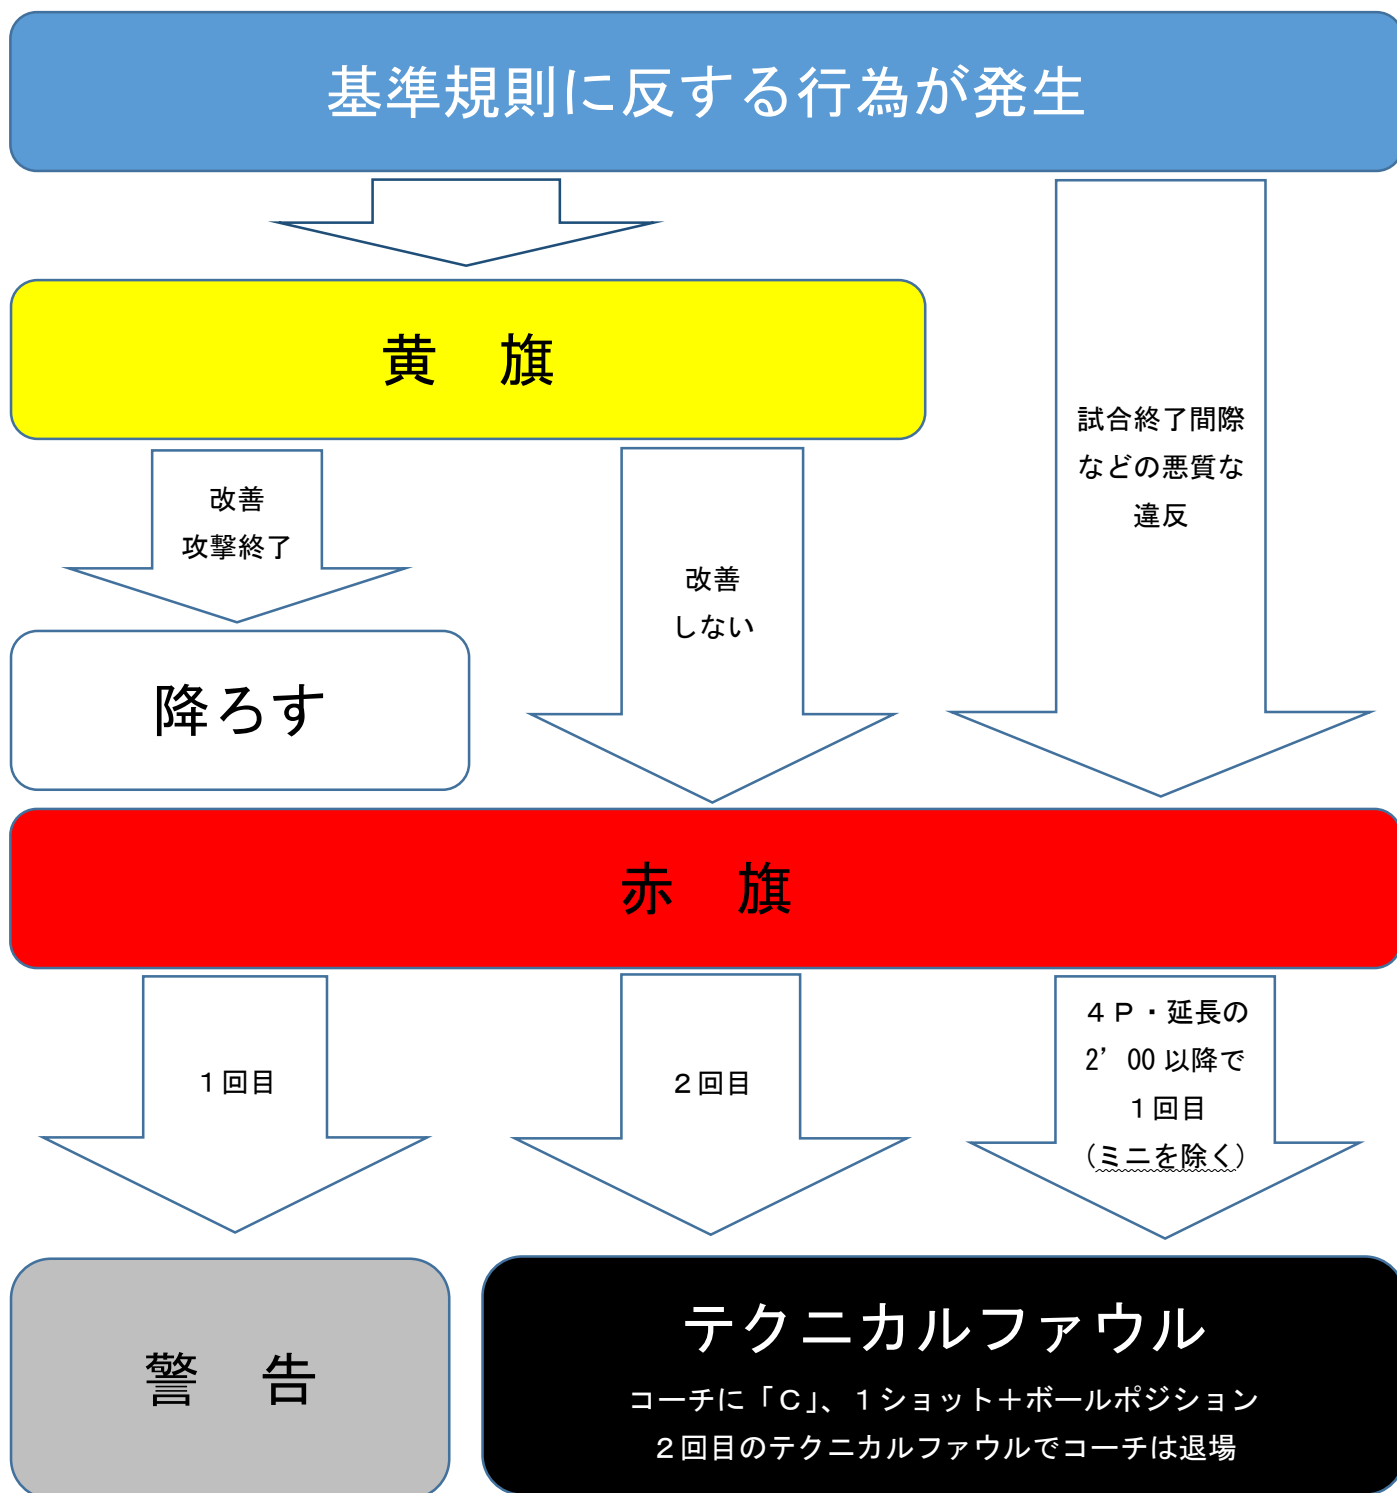 基準規則に反する行為が発生
黄　旗
試合終了間際
などの悪質な
違反
改善
攻撃終了
改善
しない
降ろす
赤　旗
１回目
２回目
４Ｐ・延長の
2’00 以降で
１回目
（ミニを除く）
警　告
テクニカルファウル
コーチに「Ｃ」、１ショット＋ボールポジション
２回目のテクニカルファウルでコーチは退場